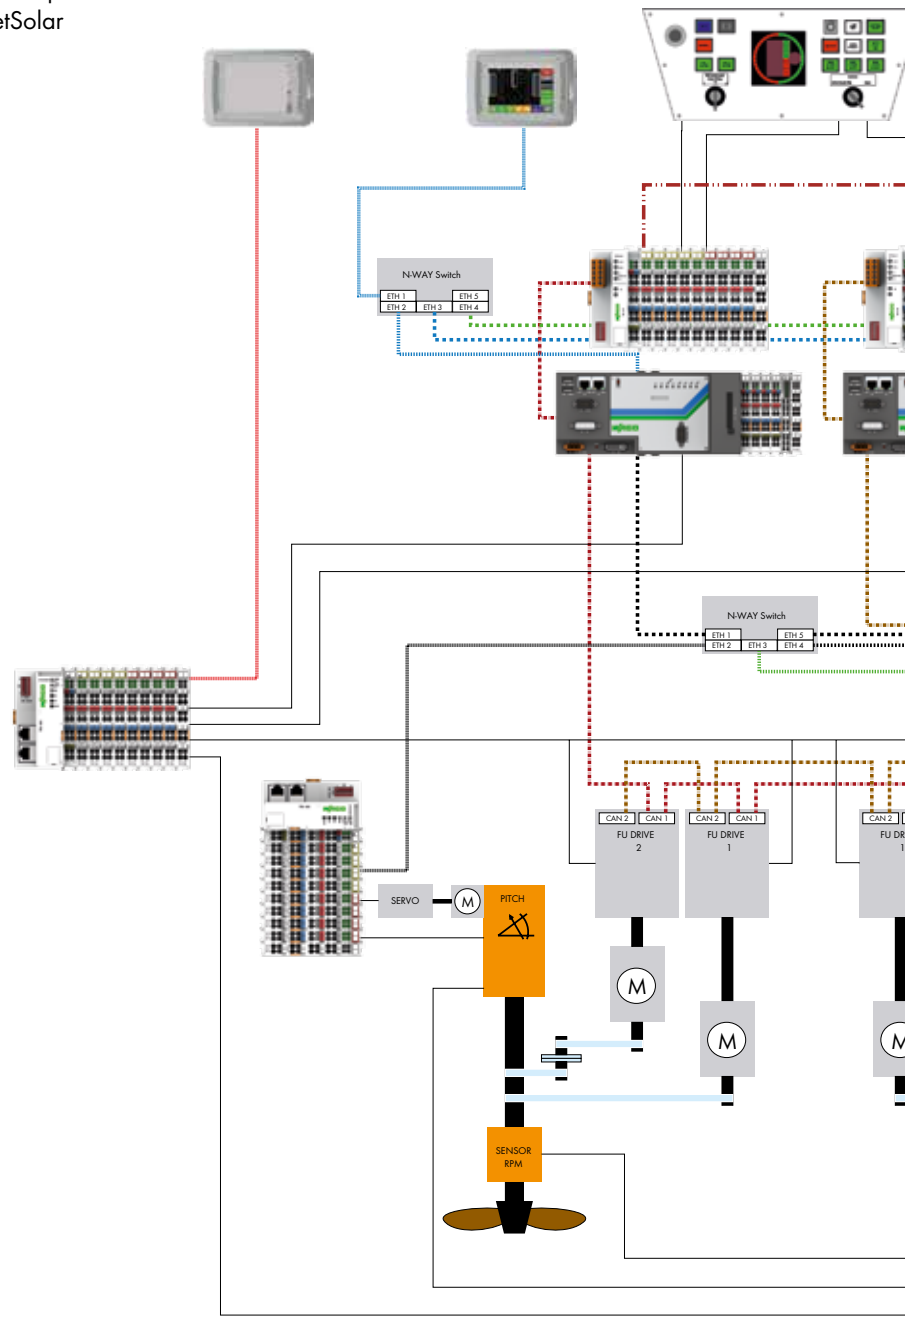 etSolar
N-WAY Switch
ETH 1
ETH 5
ETH 2
ETH 3
ETH 4
N-WAY Switch
ETH 1
ETH 5
ETH 2
ETH 3
ETH 4
CAN 2
CAN 1
CAN 2
CAN 1
CAN 2
FU DRIVE
2
FU DRIVE
1
FU DR
1
SERVO
M
PITCH
M
M
M
SENSOR
RPM